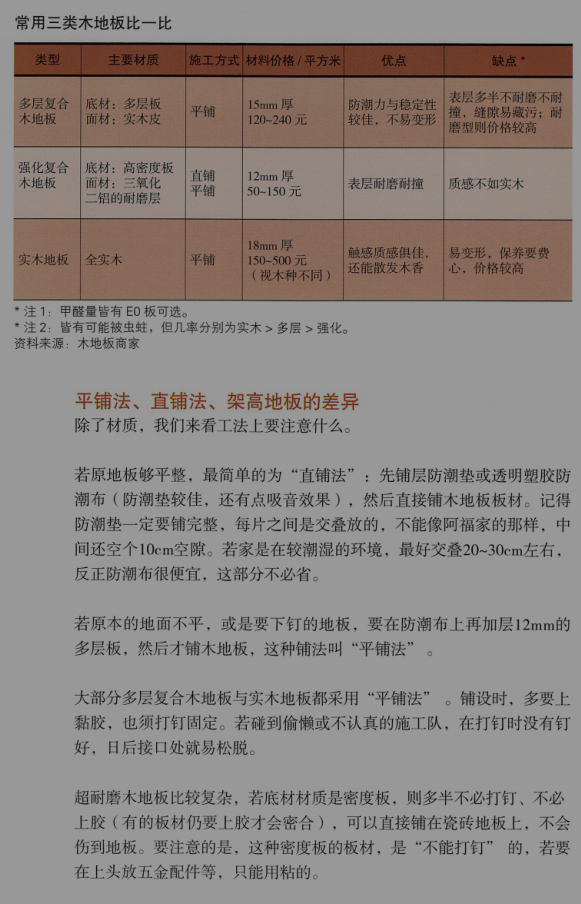 常用三类木地板比一比
类型 主要材质 施工方式 材料价格/平方米 优点 缺点*
多层复合木地板 底材：多层板 面材：实木皮 平铺 15mm 厚 120~240 元 防潮力与稳定性较佳，不易变形 表层多半不耐磨不耐撞，缝隙易藏污；耐磨型则价格较高
强化复合木地板 底材：高密度板 面材：三氧化二铝的耐磨层 直铺 平铺 12mm 厚 50~150 元 表层耐磨耐撞 质感不如实木
实木地板 全实木 平铺 18mm 厚 150~500 元（视木种不同） 触感质感俱佳，还能散发木香 易变形，保养要费心，价格较高
* 注 1：甲醛量皆有 E0 板可选。
* 注 2：皆有可能被虫蛀，但几率分别为实木 > 多层 > 强化。
资料来源：木地板商家
平铺法、直铺法、架高地板的差异
除了材质，我们来看工法上要注意什么。
若原地板够平整，最简单的为“直铺法”：先铺层防潮垫或透明塑胶防
潮布（防潮垫较佳，还有点吸音效果），然后直接铺木地板板材。记得
防潮垫一定要铺完整，每片之间是交叠放的，不能像阿福家的那样，中
间还空个10cm空隙。若家是在较潮湿的环境，最好交叠20~30cm左右，
反正防潮布很便宜，这部分不必省。
若原本的地面不平，或是要下钉的地板，要在防潮布上再加层12mm的
多层板，然后才铺木地板，这种铺法叫“平铺法”。
大部分多层复合木地板与实木地板都采用“平铺法”。铺设时，多要上
黏胶，也须打钉固定。若碰到偷懒或不认真的施工队，在打钉时没有钉
好，日后接口处就易松脱。
超耐磨木地板比较复杂，若底材材质是密度板，则多半不必打钉、不必
上胶（有的板材仍要上胶才会密合），可以直接铺在瓷砖地板上，不会
伤到地板。要注意的是，这种密度板的板材，是“不能打钉”的，若要
在上头放五金配件等，只能用粘的。